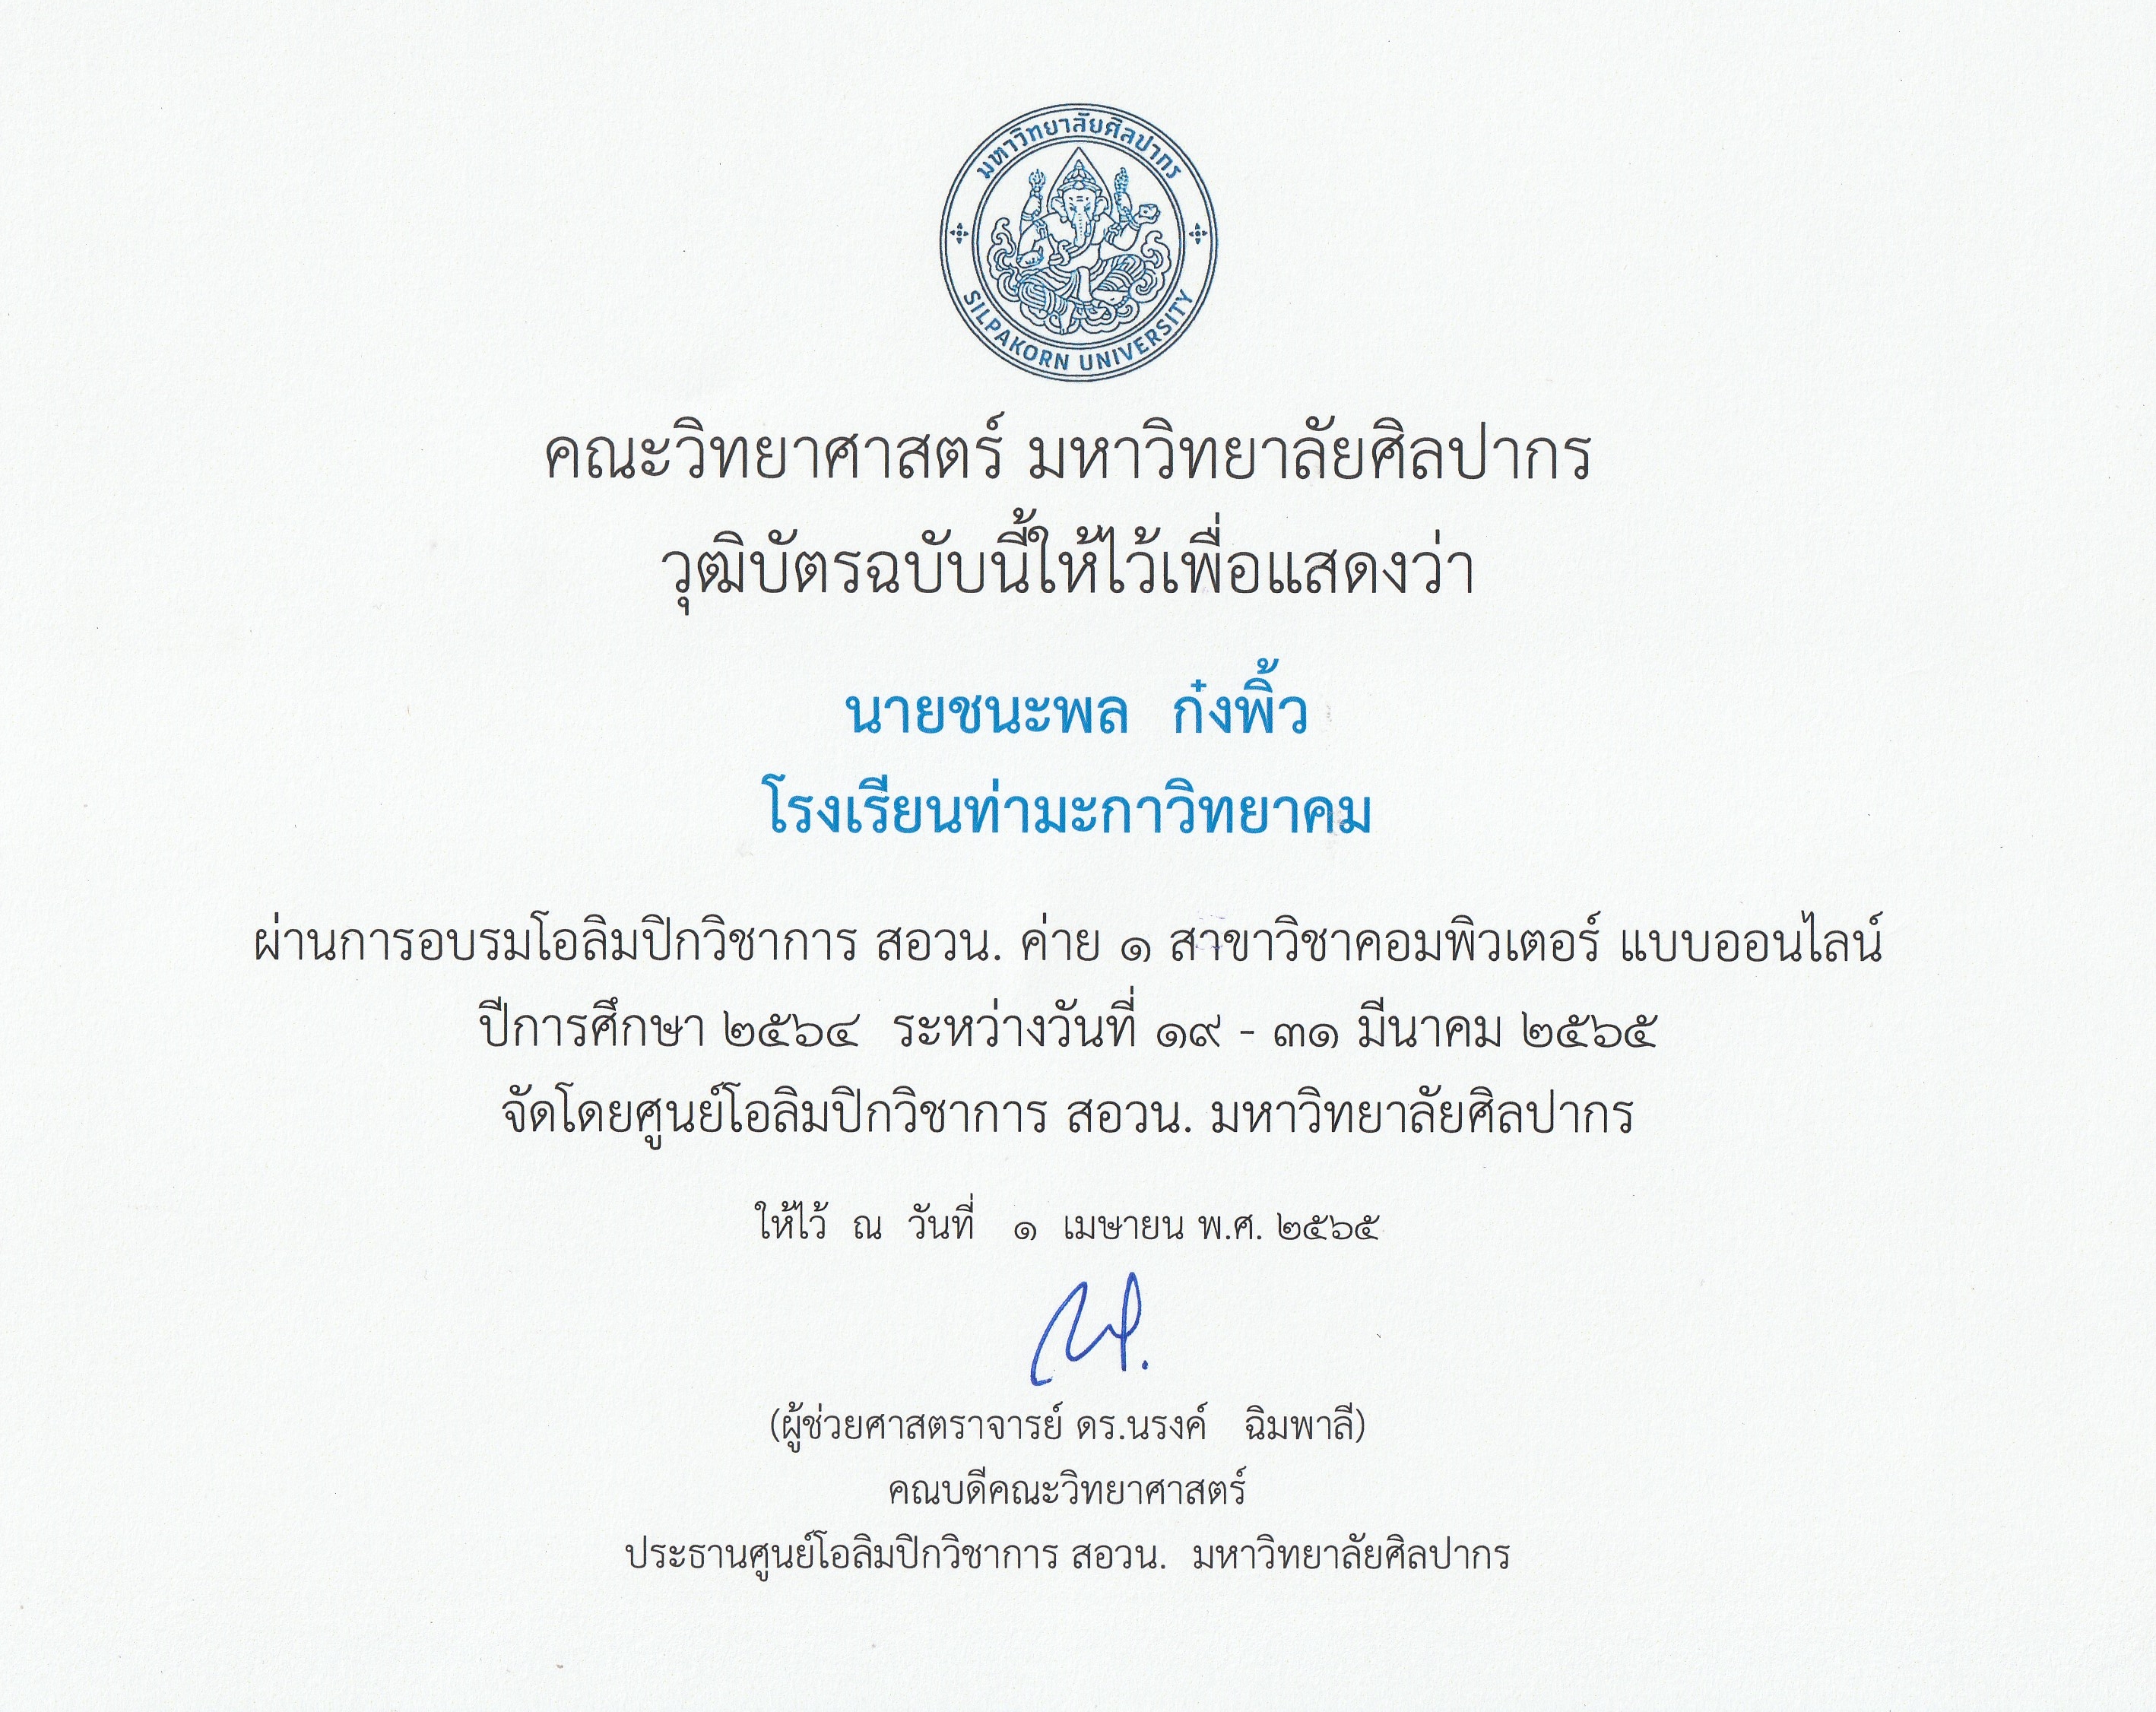 มหาวิทยาลัยศิลปากร
SILPAKORN UNIVERSITY
คณะวิทยาศาสตร์ มหาวิทยาลัยศิลปากร
วุฒิบัตรฉบับนี้ให้ไว้เพื่อแสดงว่า
นายชนะพล ก๋งพิ้ว
โรงเรียนท่ามะกาวิทยาคม
ผ่านการอบรมโอลิมปิกวิชาการ สอวน. ค่าย ๑ สาขาวิชาคอมพิวเตอร์ แบบออนไลน์
ปีการศึกษา ๒๕๖๔ ระหว่างวันที่ ๑๙ - ๓๑ มีนาคม ๒๕๖๕
จัดโดยศูนย์โอลิมปิกวิชาการ สอวน. มหาวิทยาลัยศิลปากร
ให้ไว้ ณ วันที่ ๑ เมษายน พ.ศ. ๒๕๖๕
(ผู้ช่วยศาสตราจารย์ ดร.นรงค์ ฉิมพาลี)
คณบดีคณะวิทยาศาสตร์
ประธานศูนย์โอลิมปิกวิชาการ สอวน. มหาวิทยาลัยศิลปากร